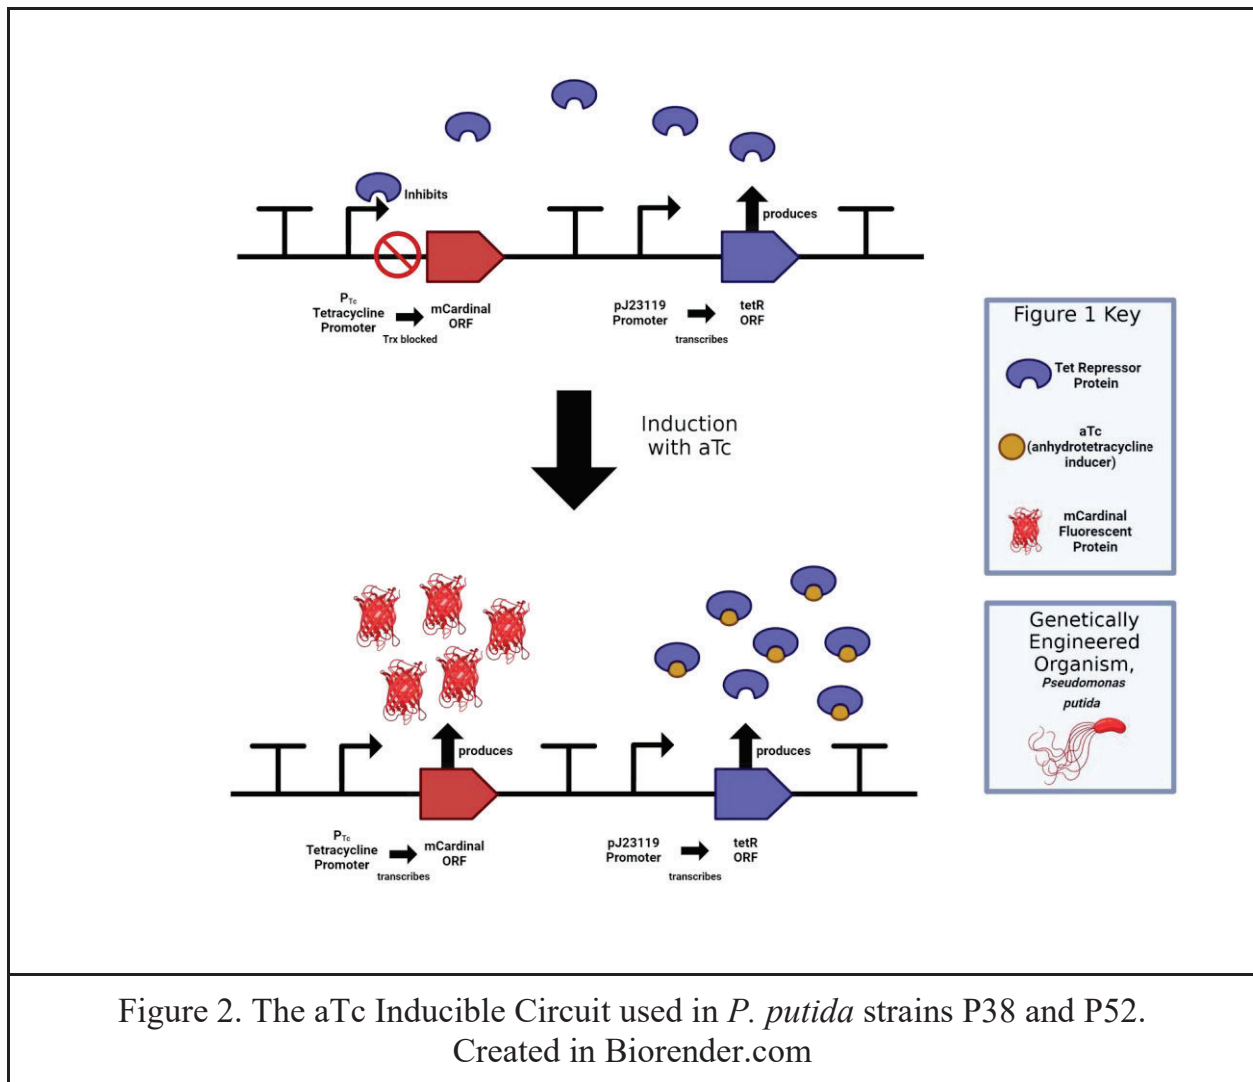 Inhibits
produces
P_Tc
Tetracycline
Promoter
Trx blocked
mCardinal
ORF
pJ23119
Promoter
transcribes
tetR
ORF
Induction
with aTc
Figure 1 Key
Tet Repressor
Protein
aTc
(anhydrotetracycline
inducer)
mCardinal
Fluorescent
Protein
Genetically
Engineered
Organism,
Pseudomonas
putida
produces
produces
P_Tc
Tetracycline
Promoter
transcribes
mCardinal
ORF
pJ23119
Promoter
transcribes
tetR
ORF
Figure 2. The aTc Inducible Circuit used in P. putida strains P38 and P52.
Created in Biorender.com